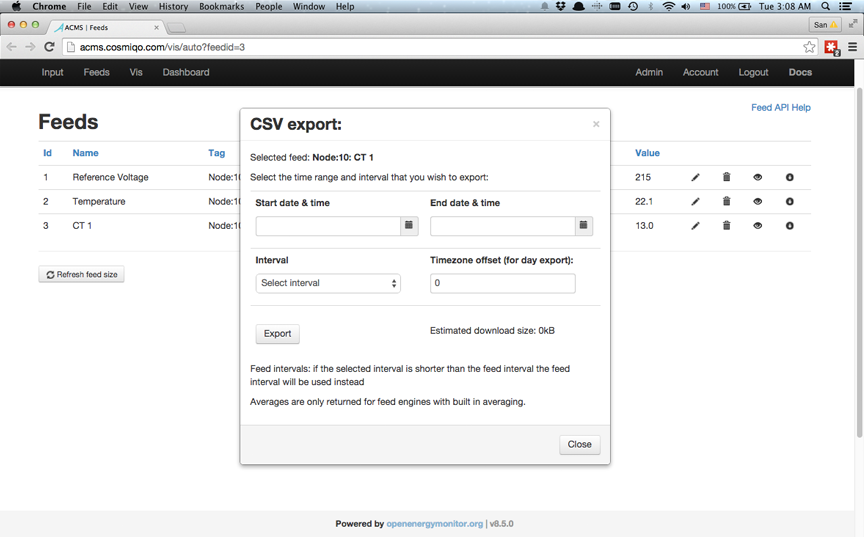 Chrome File Edit View History Bookmarks People Window Help 100% Tue 3:08 AM
ACMS | Feeds
San
acms.cosmiqo.com/vis/auto?feedid=3
2
Input Feeds Vis Dashboard Admin Account Logout Docs
Feed API Help
Feeds
Id Name Tag Value
1 Reference Voltage Node:10 215
2 Temperature Node:10 22.1
3 CT 1 Node:10 13.0
Refresh feed size
CSV export:
×
Selected feed: Node:10: CT 1
Select the time range and interval that you wish to export:
Start date & time End date & time
Interval Timezone offset (for day export):
Select interval 0
Export Estimated download size: 0kB
Feed intervals: if the selected interval is shorter than the feed interval the feed
interval will be used instead
Averages are only returned for feed engines with built in averaging.
Close
Powered by openenergymonitor.org | v8.5.0